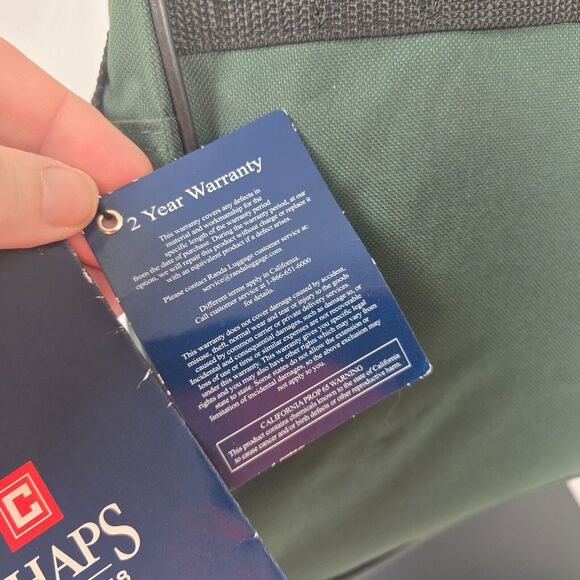 2 Year Warranty
This warranty covers any defects in
material and workmanship for the
specific length of the warranty period
from the date of purchase. During the warranty period, at our
option, we will repair this product without charge or replace it
with an equivalent product if a defect arises.
Please contact Randa Luggage customer service at:
service@randaluggage.com
Different terms apply in California
Call customer service at 1-866-651-6000
for details.
This warranty does not cover damage caused by accident,
misuse, theft, normal wear and tear or injury to the goods
caused by common carrier or private delivery services.
Incidental and consequential damages, such as damage to, or
loss of use or time or similar expenses are not recoverable
under this warranty. This warranty gives you specific legal
rights and you may also have other rights which may vary from
state to state. Some states do not allow the exclusion or
limitation of incidental damages, so the above exclusion may
not apply to you.
CALIFORNIA PROP 65 WARNING
This product contains chemicals known to the state of California
to cause cancer and/or birth defects or other reproductive harm.
C
HAPS